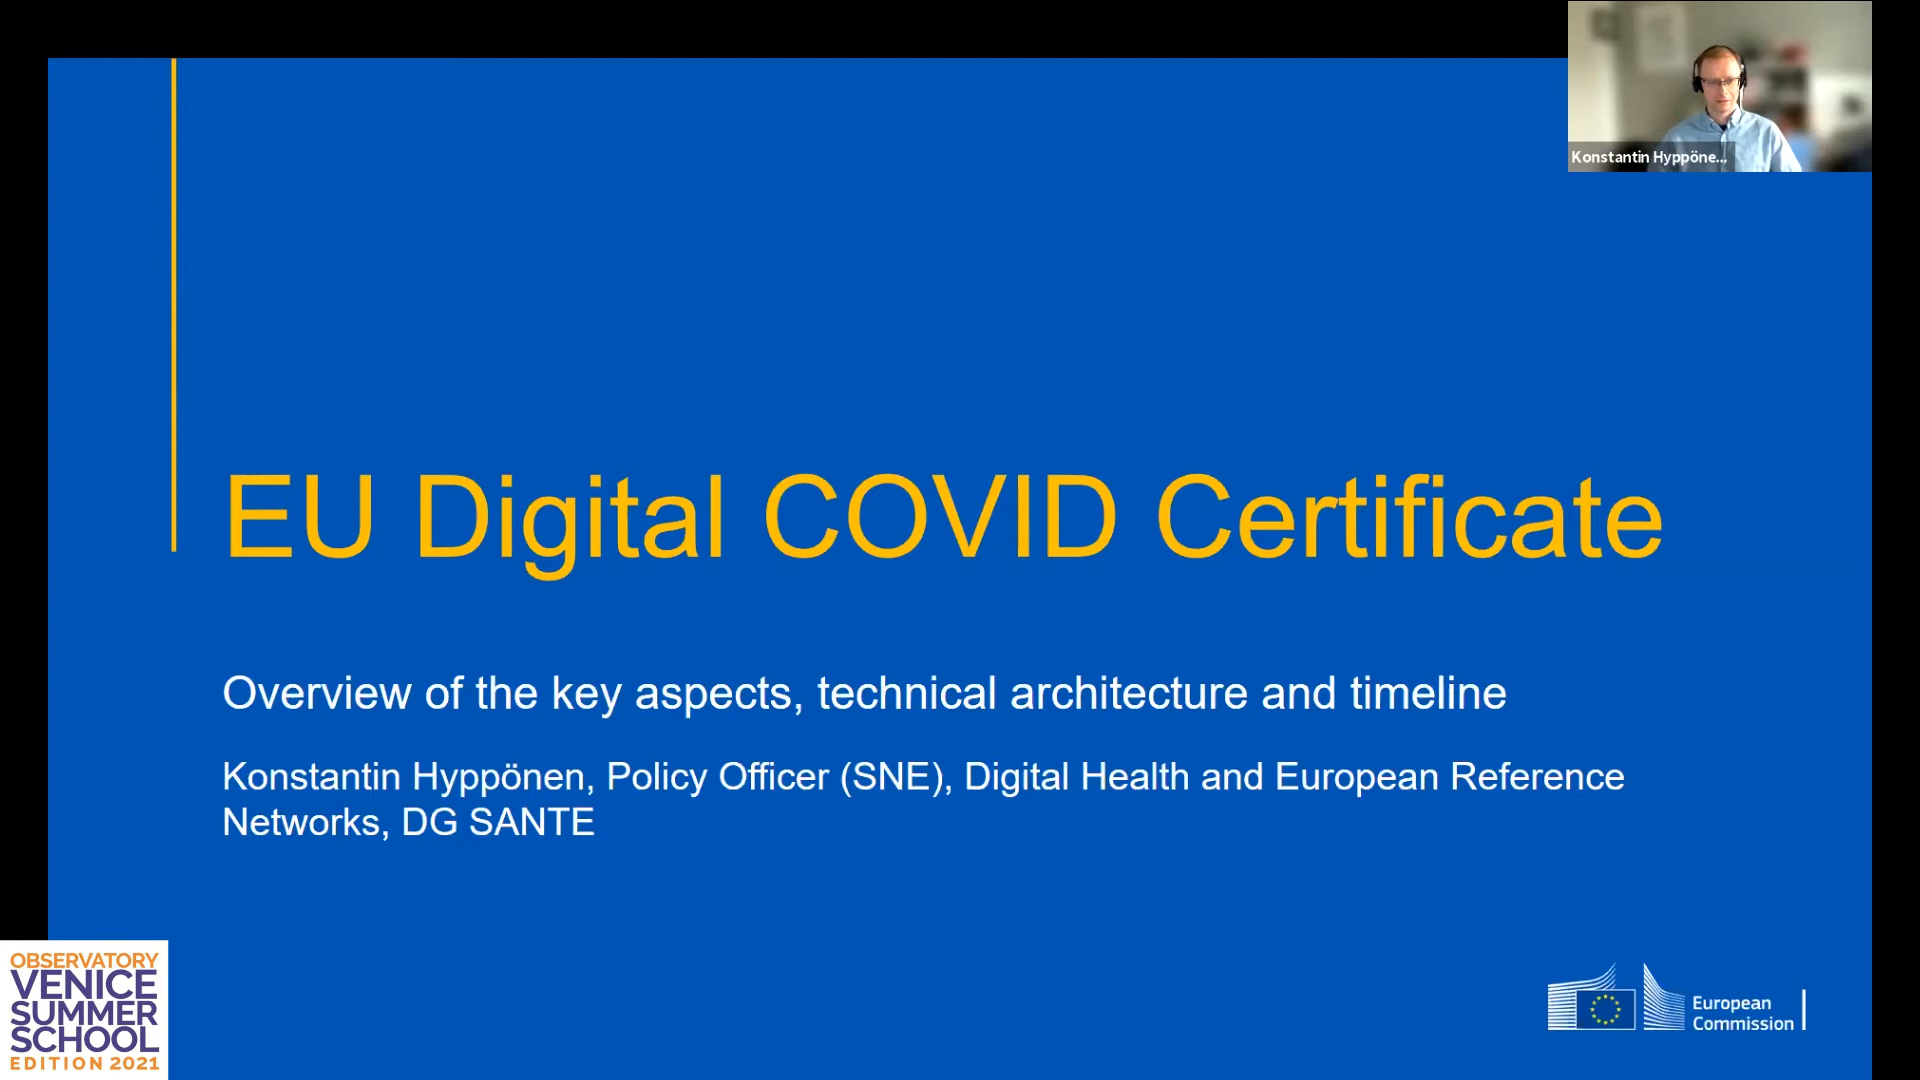 Konstantin Hyppöne...
EU Digital COVID Certificate
Overview of the key aspects, technical architecture and timeline
Konstantin Hyppönen, Policy Officer (SNE), Digital Health and European Reference
Networks, DG SANTE
OBSERVATORY
VENICE
SUMMER
SCHOOL
EDITION 2021
European
Commission